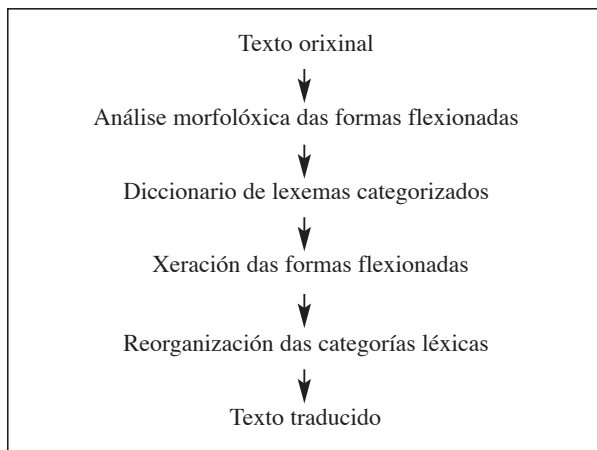 Texto orixinal
Análise morfolóxica das formas flexionadas
Diccionario de lexemas categorizados
Xeración das formas flexionadas
Reorganización das categorías léxicas
Texto traducido